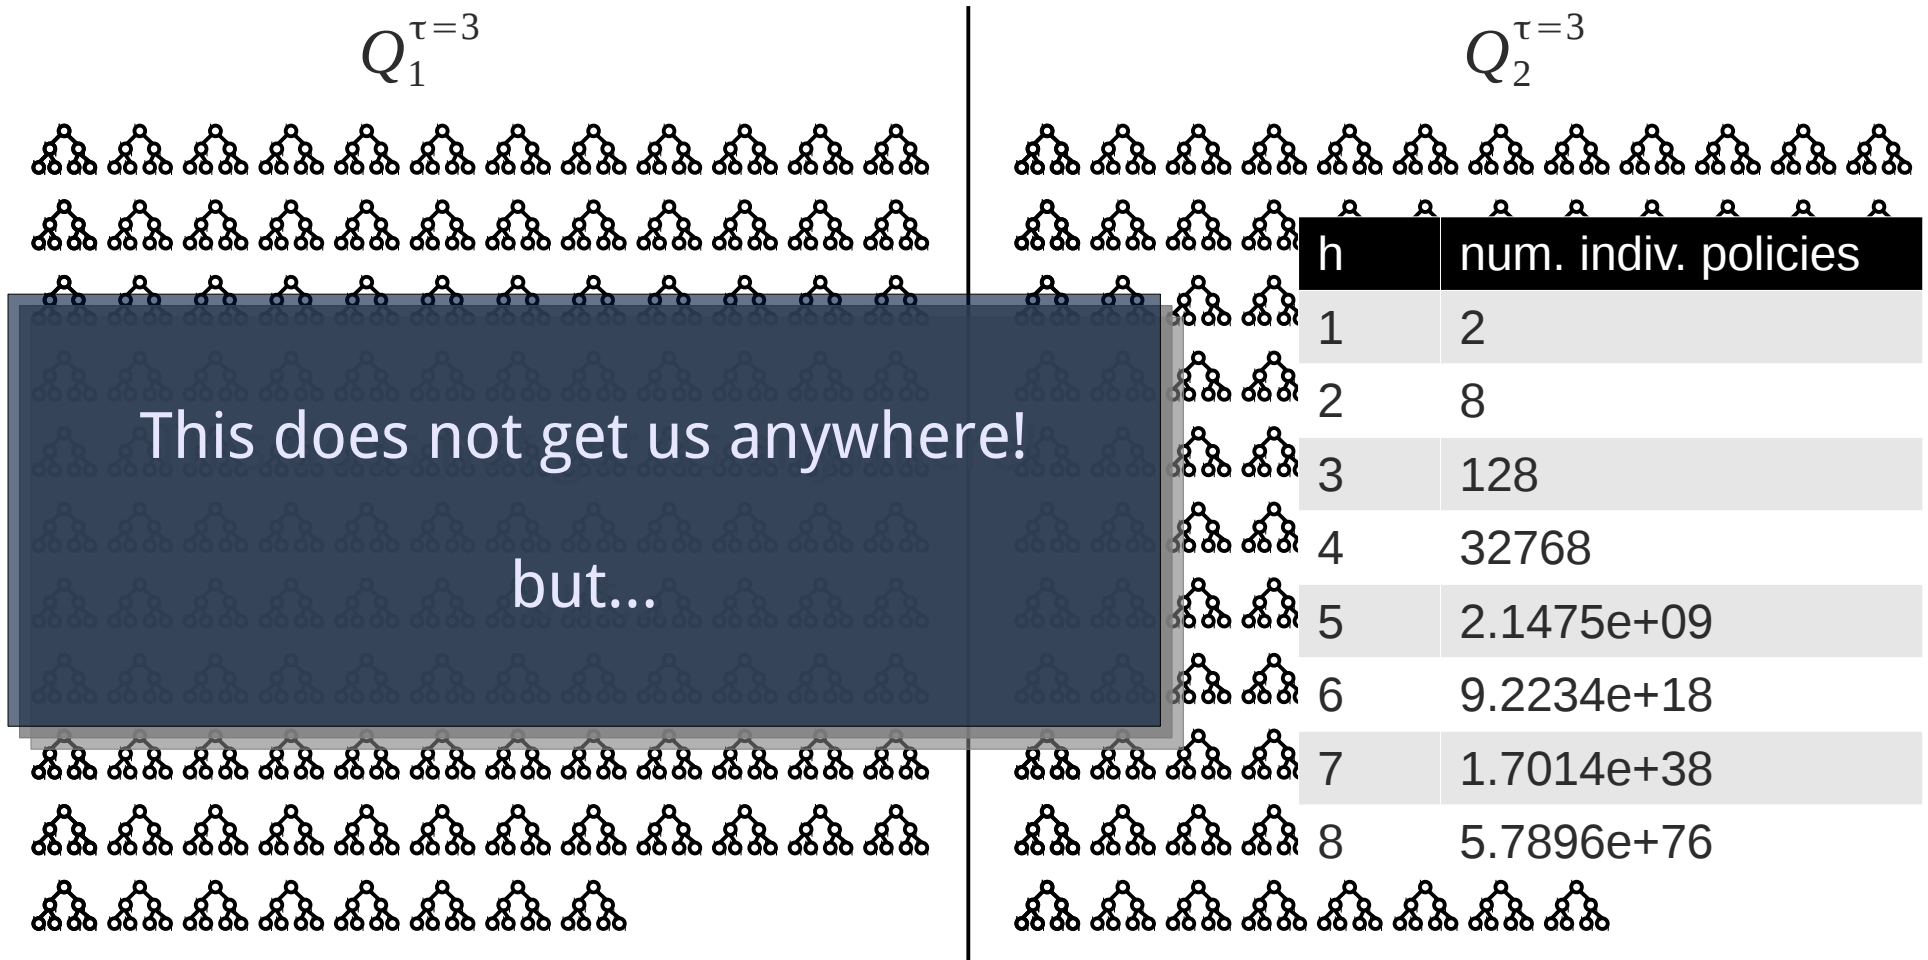 Q₁^τ=3
Q₂^τ=3
This does not get us anywhere!
but...
h num. indiv. policies
1 2
2 8
3 128
4 32768
5 2.1475e+09
6 9.2234e+18
7 1.7014e+38
8 5.7896e+76